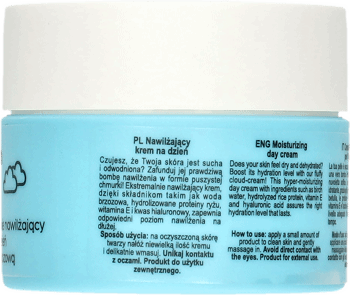 PL Nawilżający
krem na dzień
Czujesz, że Twoja skóra jest sucha
i odwodniona? Zafunduj jej prawdziwą
bombę nawilżenia w formie puszystej
chmurki! Ekstremalnie nawilżający krem,
dzięki składnikom takim jak woda
brzozowa, hydrolizowane proteiny ryżu,
witamina E i kwas hialuronowy, zapewnia
odpowiedni poziom nawilżenia na
dłużej.
Sposób użycia: na oczyszczoną skórę
twarzy nałóż niewielką ilość kremu
i delikatnie wmasuj. Unikaj kontaktu
z oczami. Produkt do użytku
zewnętrznego.
ENG Moisturizing
day cream
Does your skin feel dry and dehydrated?
Boost its hydration level with our fluffy
cloud-cream! This hyper-moisturizing
day cream with ingredients such as birch
water, hydrolyzed rice protein, vitamin E
and hyaluronic acid assures the right
hydration level that lasts.
How to use: apply a small amount of
product to clean skin and gently
massage in. Avoid direct contact with
the eyes. Product for external use.
nawilżający